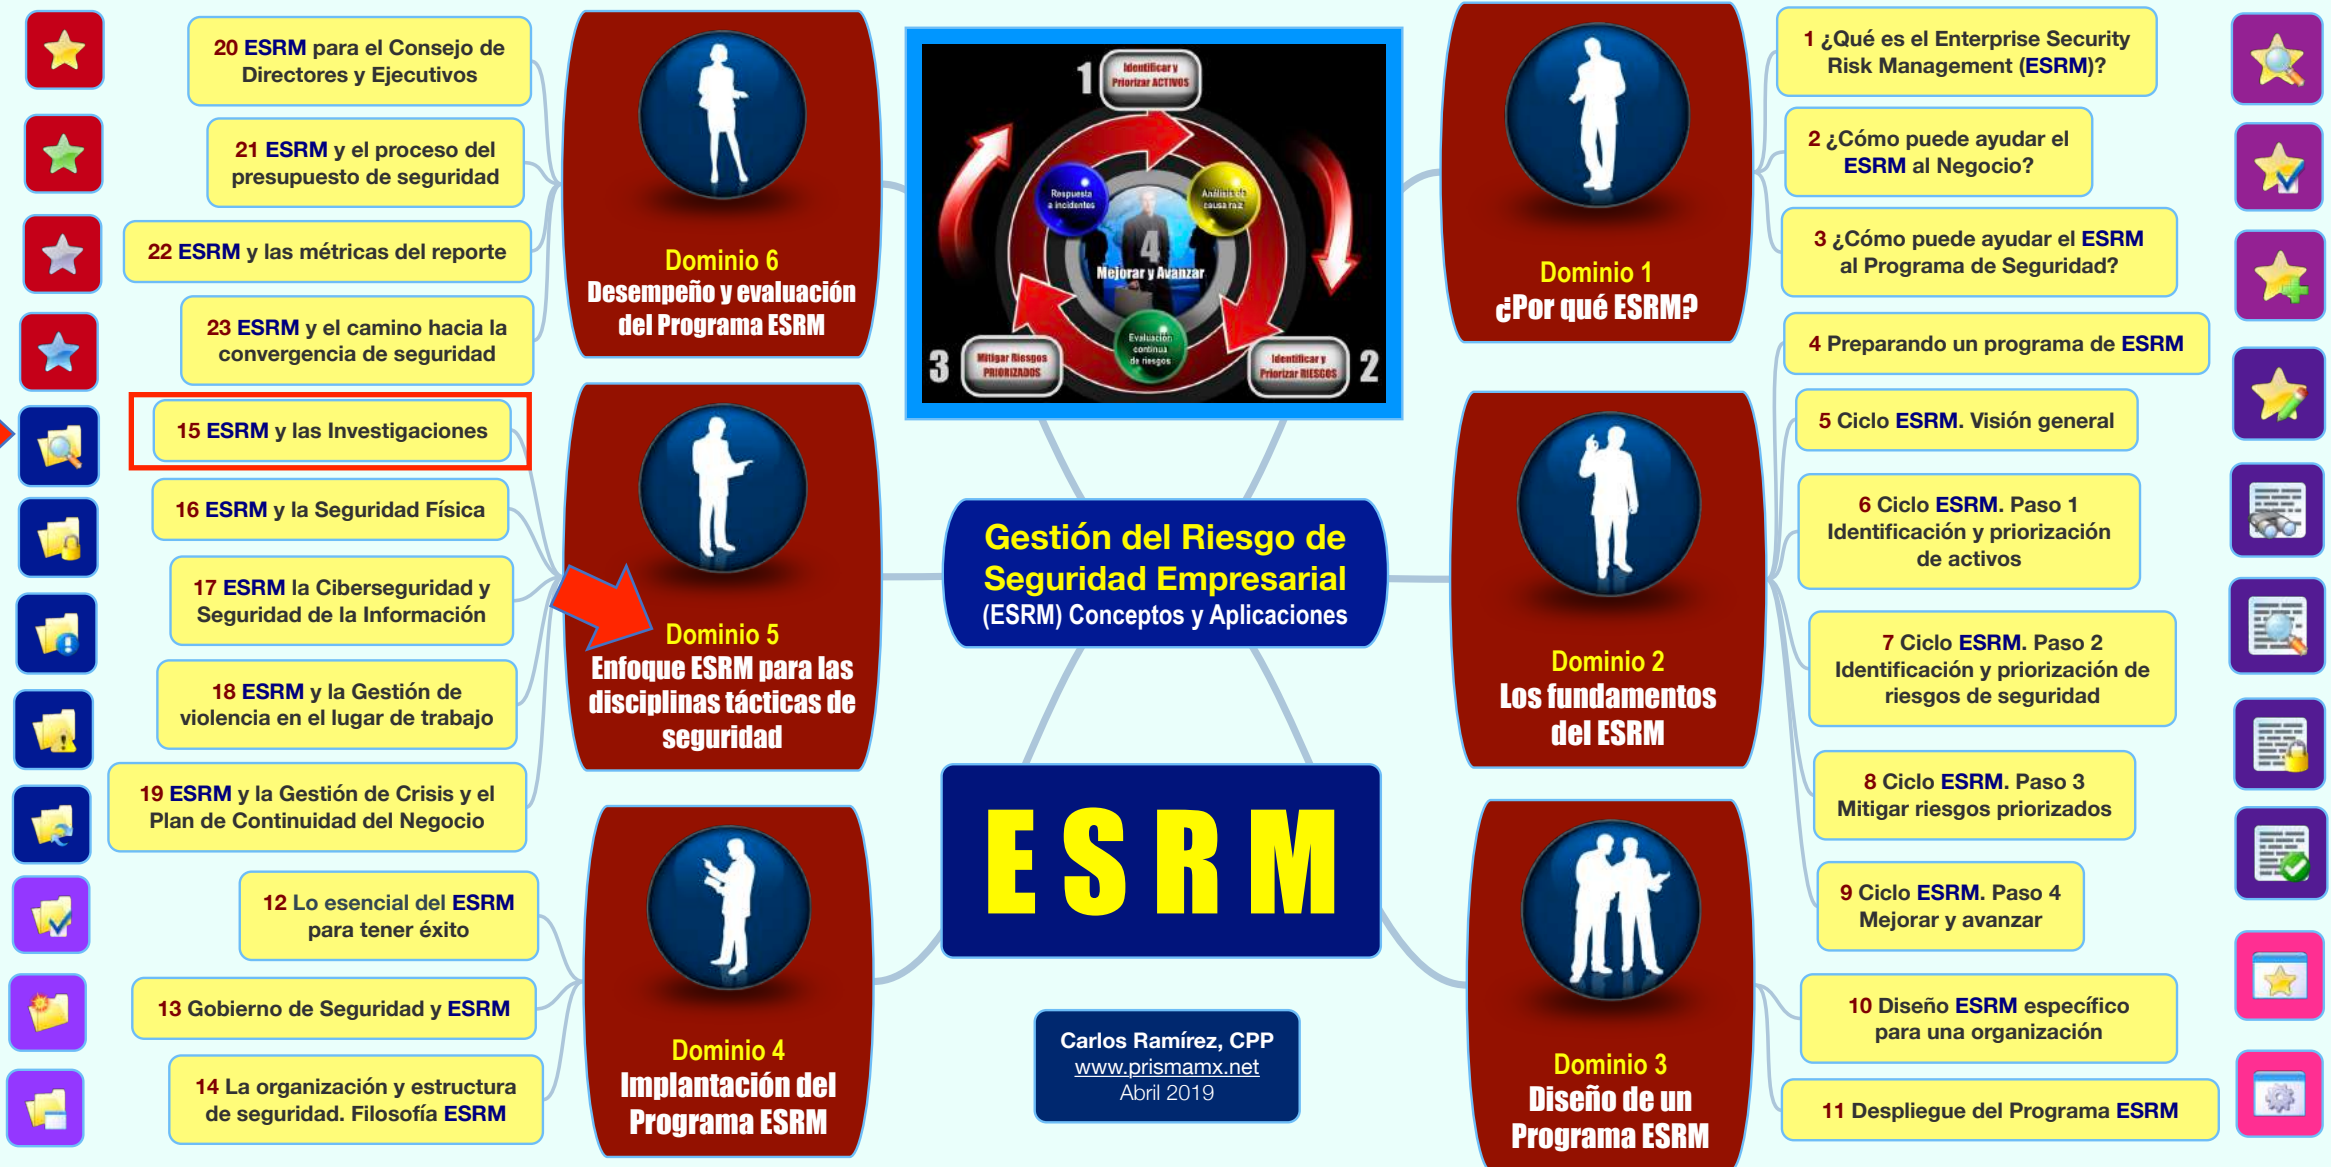 20 ESRM para el Consejo de
Directores y Ejecutivos
21 ESRM y el proceso del
presupuesto de seguridad
22 ESRM y las métricas del reporte
23 ESRM y el camino hacia la
convergencia de seguridad
Dominio 6
Desempeño y evaluación
del Programa ESRM
15 ESRM y las Investigaciones
16 ESRM y la Seguridad Física
17 ESRM la Ciberseguridad y
Seguridad de la Información
18 ESRM y la Gestión de
violencia en el lugar de trabajo
19 ESRM y la Gestión de Crisis y el
Plan de Continuidad del Negocio
Dominio 5
Enfoque ESRM para las
disciplinas tácticas de
seguridad
12 Lo esencial del ESRM
para tener éxito
13 Gobierno de Seguridad y ESRM
14 La organización y estructura
de seguridad. Filosofía ESRM
Dominio 4
Implantación del
Programa ESRM
1
Identificar y
Priorizar ACTIVOS
Respuesta
a incidentes
Análisis de
causa raíz
4
Mejorar y Avanzar
Evaluación
continua
de riesgos
3
Mitigar Riesgos
PRIORIZADOS
Identificar y
Priorizar RIESGOS
2
Gestión del Riesgo de
Seguridad Empresarial
(ESRM) Conceptos y Aplicaciones
ESRM
Carlos Ramírez, CPP
www.prismamx.net
Abril 2019
Dominio 1
¿Por qué ESRM?
1 ¿Qué es el Enterprise Security
Risk Management (ESRM)?
2 ¿Cómo puede ayudar el
ESRM al Negocio?
3 ¿Cómo puede ayudar el ESRM
al Programa de Seguridad?
Dominio 2
Los fundamentos
del ESRM
4 Preparando un programa de ESRM
5 Ciclo ESRM. Visión general
6 Ciclo ESRM. Paso 1
Identificación y priorización
de activos
7 Ciclo ESRM. Paso 2
Identificación y priorización de
riesgos de seguridad
8 Ciclo ESRM. Paso 3
Mitigar riesgos priorizados
9 Ciclo ESRM. Paso 4
Mejorar y avanzar
Dominio 3
Diseño de un
Programa ESRM
10 Diseño ESRM específico
para una organización
11 Despliegue del Programa ESRM